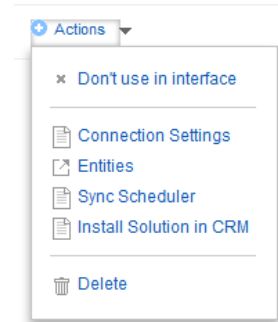 Actions
Don't use in interface
Connection Settings
Entities
Sync Scheduler
Install Solution in CRM
Delete